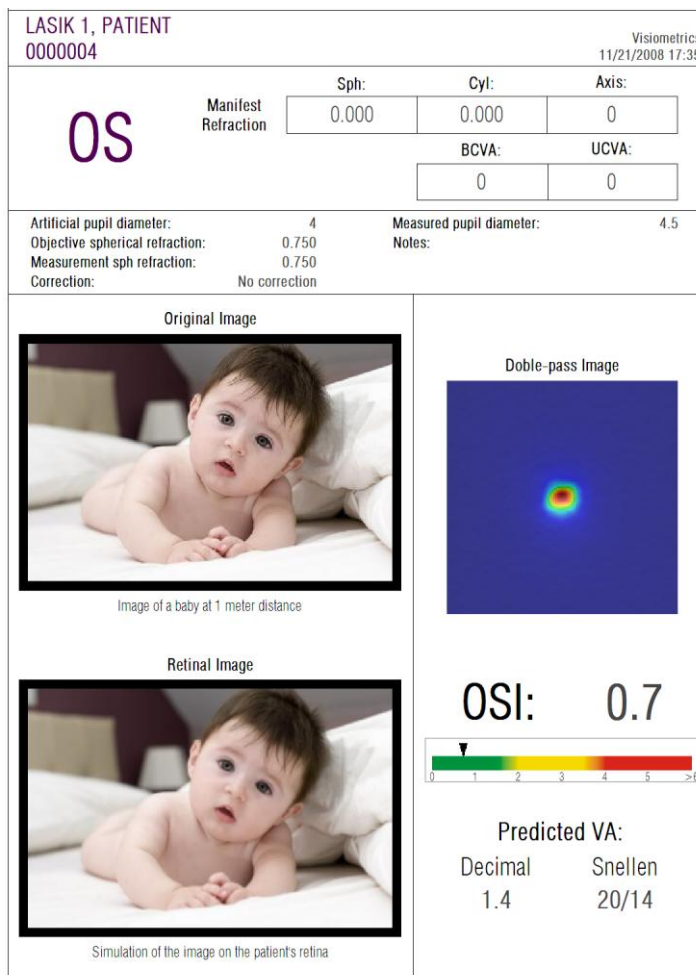 LASIK 1, PATIENT
0000004
Visiometrics
11/21/2008 17:35
OS
Manifest
Refraction
Sph: Cyl: Axis:
0.000 0.000 0
BCVA: UCVA:
0 0
Artificial pupil diameter: 4
Objective spherical refraction: 0.750
Measurement sph refraction: 0.750
Correction: No correction
Measured pupil diameter: 4.5
Notes:
Original Image
Image of a baby at 1 meter distance
Retinal Image
Simulation of the image on the patient's retina
Doble-pass Image
OSI: 0.7
0 1 2 3 4 5 >6
Predicted VA:
Decimal Snellen
1.4 20/14